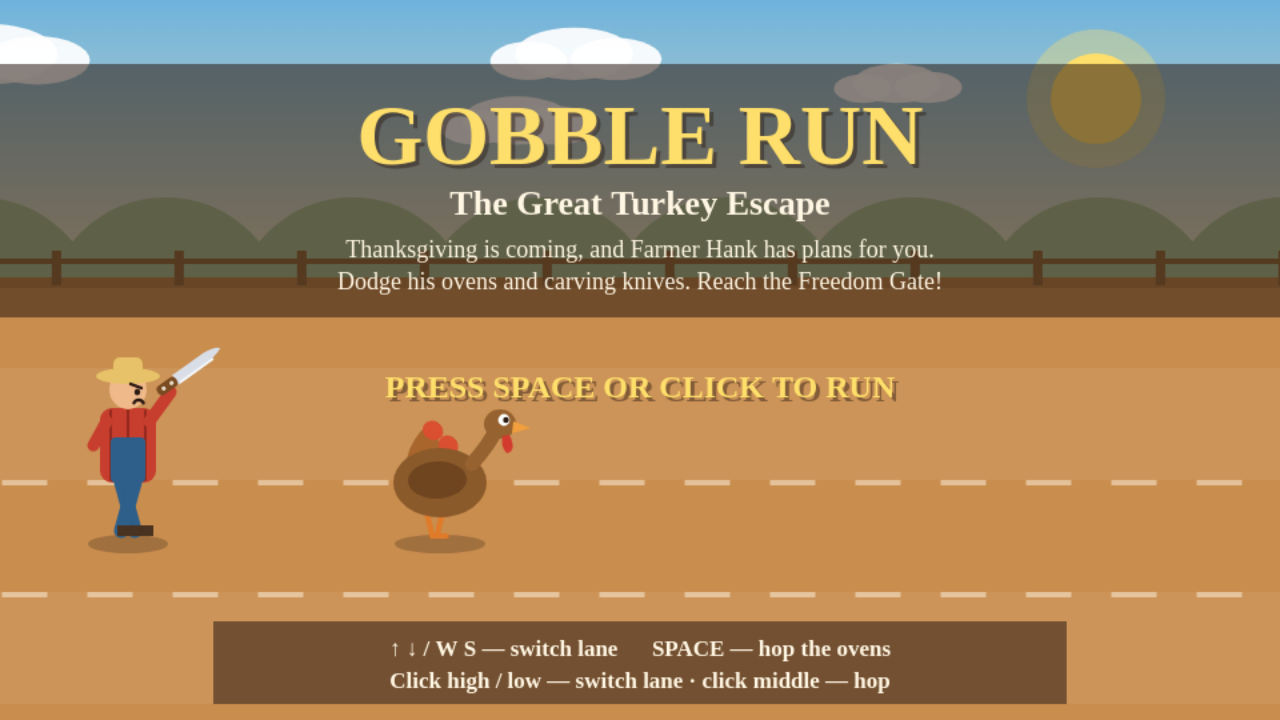 GOBBLE RUN
The Great Turkey Escape
Thanksgiving is coming, and Farmer Hank has plans for you.
Dodge his ovens and carving knives. Reach the Freedom Gate!
PRESS SPACE OR CLICK TO RUN
↑ ↓ / W S — switch lane SPACE — hop the ovens
Click high / low — switch lane · click middle — hop